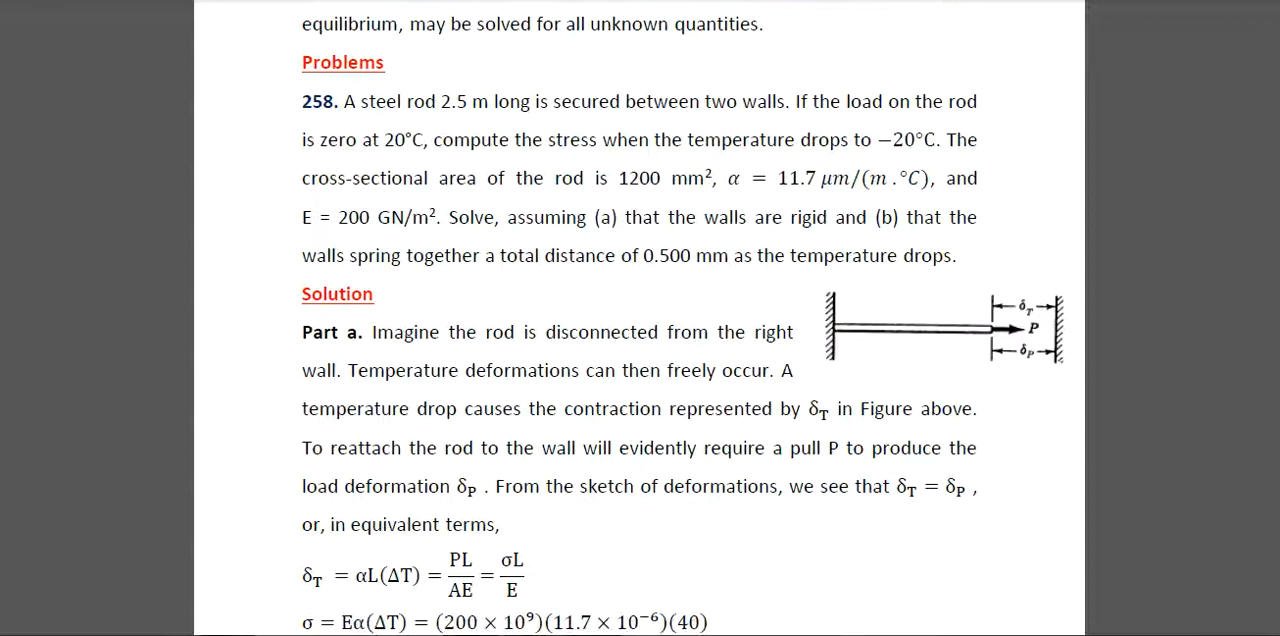 equilibrium, may be solved for all unknown quantities.
Problems
258. A steel rod 2.5 m long is secured between two walls. If the load on the rod
is zero at 20°C, compute the stress when the temperature drops to −20°C. The
cross-sectional area of the rod is 1200 mm², α = 11.7 μm/(m .°C), and
E = 200 GN/m². Solve, assuming (a) that the walls are rigid and (b) that the
walls spring together a total distance of 0.500 mm as the temperature drops.
Solution
Part a. Imagine the rod is disconnected from the right
wall. Temperature deformations can then freely occur. A
δ_T
P
δ_P
temperature drop causes the contraction represented by δ_T in Figure above.
To reattach the rod to the wall will evidently require a pull P to produce the
load deformation δ_P . From the sketch of deformations, we see that δ_T = δ_P ,
or, in equivalent terms,
δ_T = αL(ΔT) = PL/AE = σL/E
σ = Eα(ΔT) = (200 × 10⁹)(11.7 × 10⁻⁶)(40)